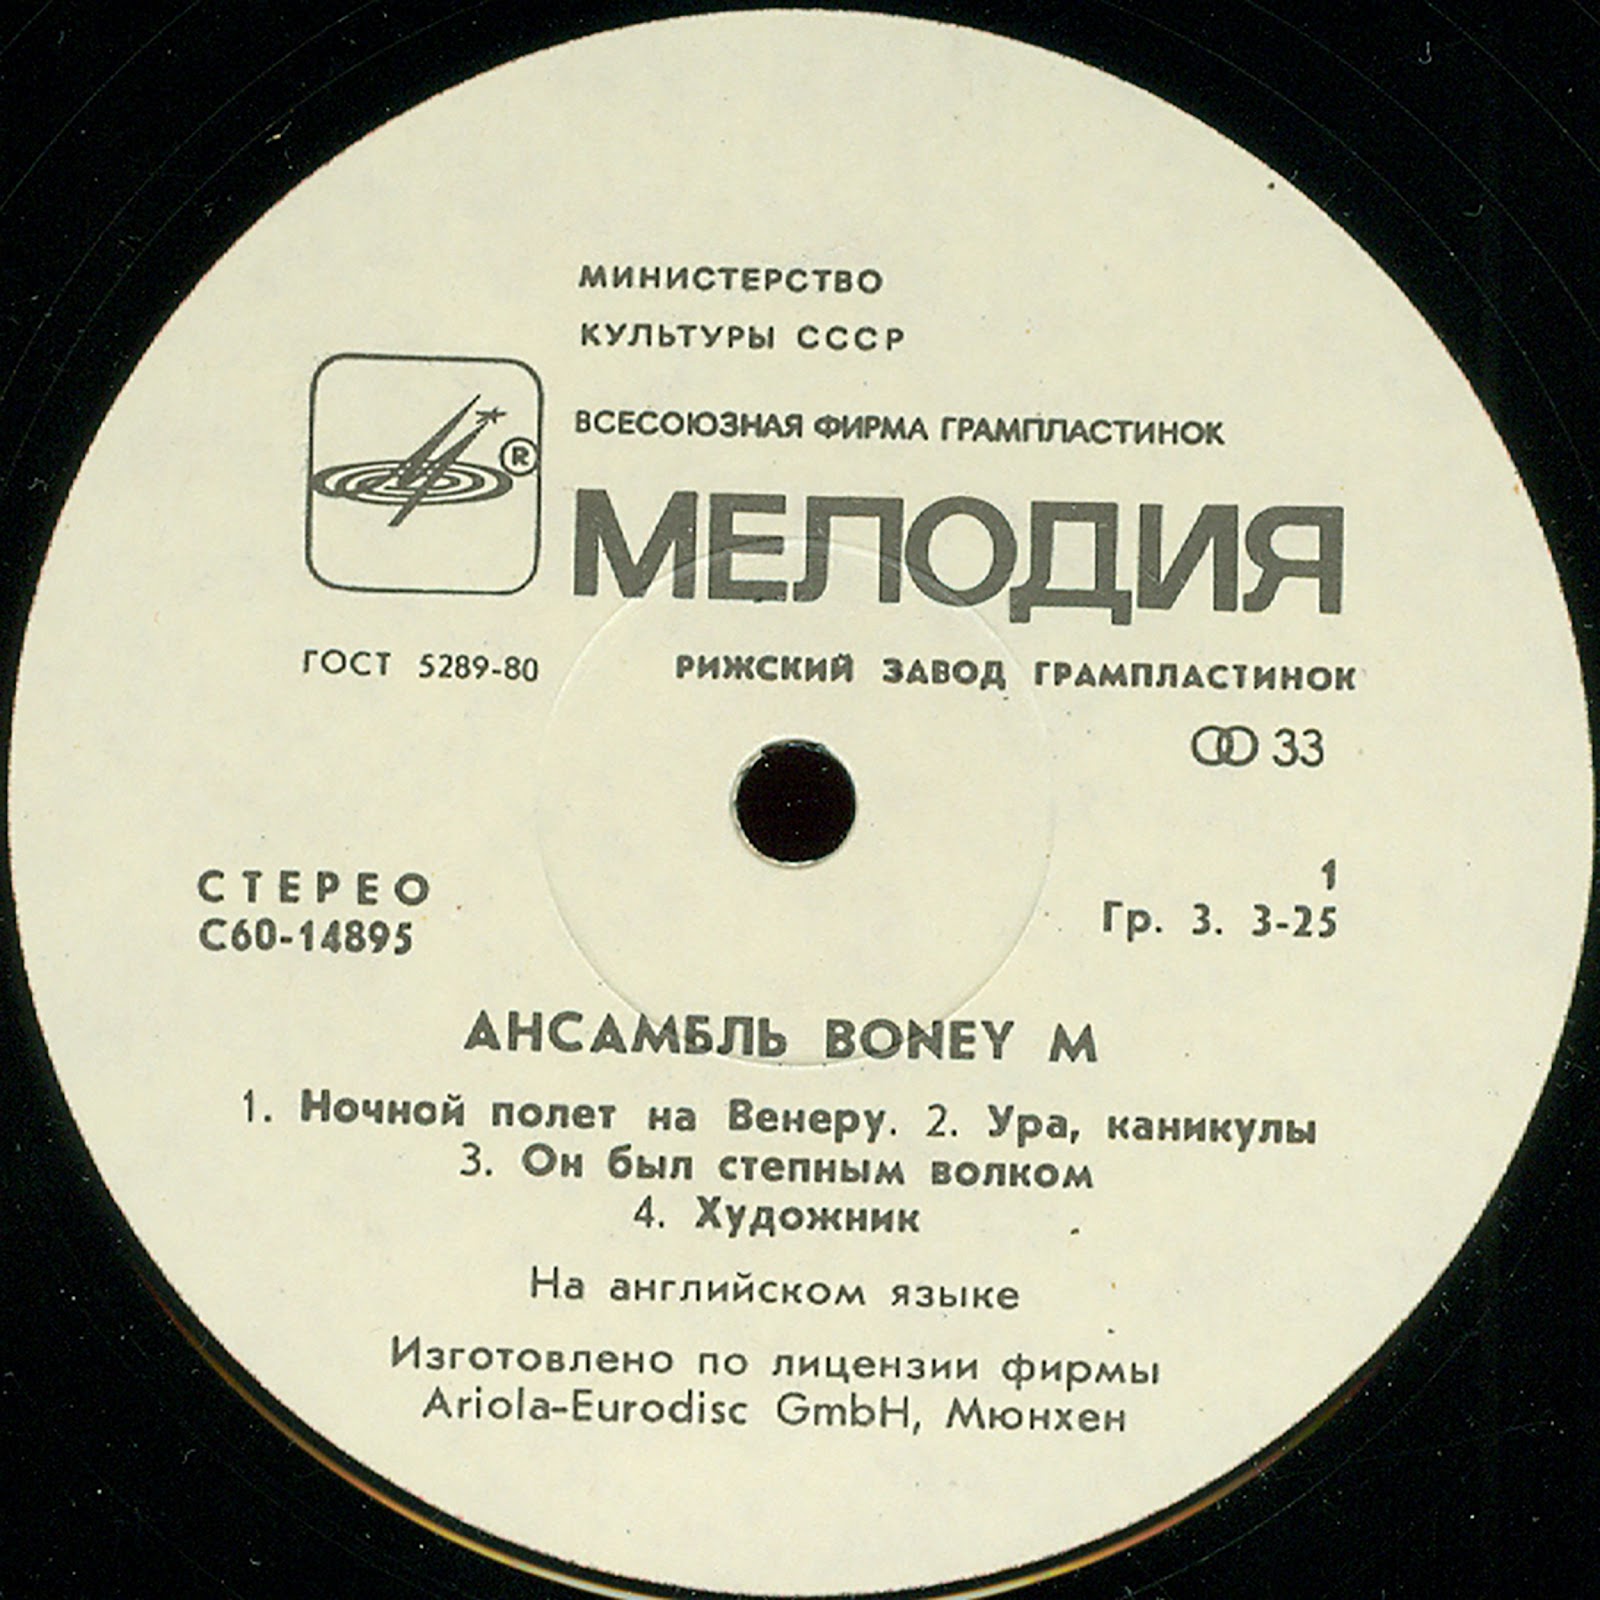 МИНИСТЕРСТВО
КУЛЬТУРЫ СССР
ВСЕСОЮЗНАЯ ФИРМА ГРАМПЛАСТИНОК
®
МЕЛОДИЯ
ГОСТ 5289-80
РИЖСКИЙ ЗАВОД ГРАМПЛАСТИНОК
33
СТЕРЕО
1
С60-14895
Гр. 3. 3-25
АНСАМБЛЬ BONEY M
1. Ночной полет на Венеру. 2. Ура, каникулы
3. Он был степным волком
4. Художник
На английском языке
Изготовлено по лицензии фирмы
Ariola-Eurodisc GmbH, Мюнхен